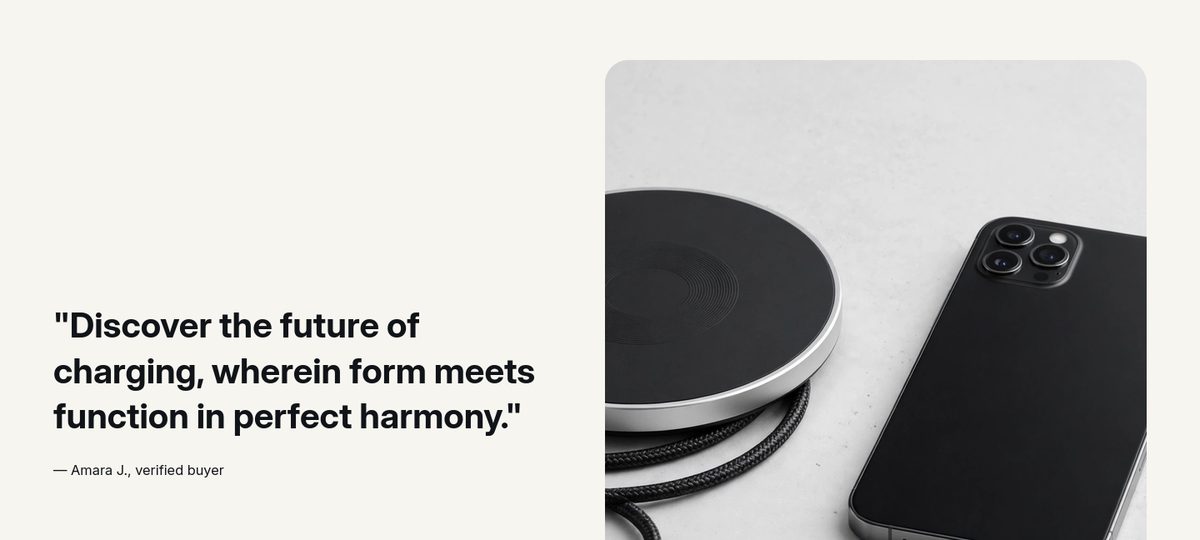 "Discover the future of
charging, wherein form meets
function in perfect harmony."
— Amara J., verified buyer